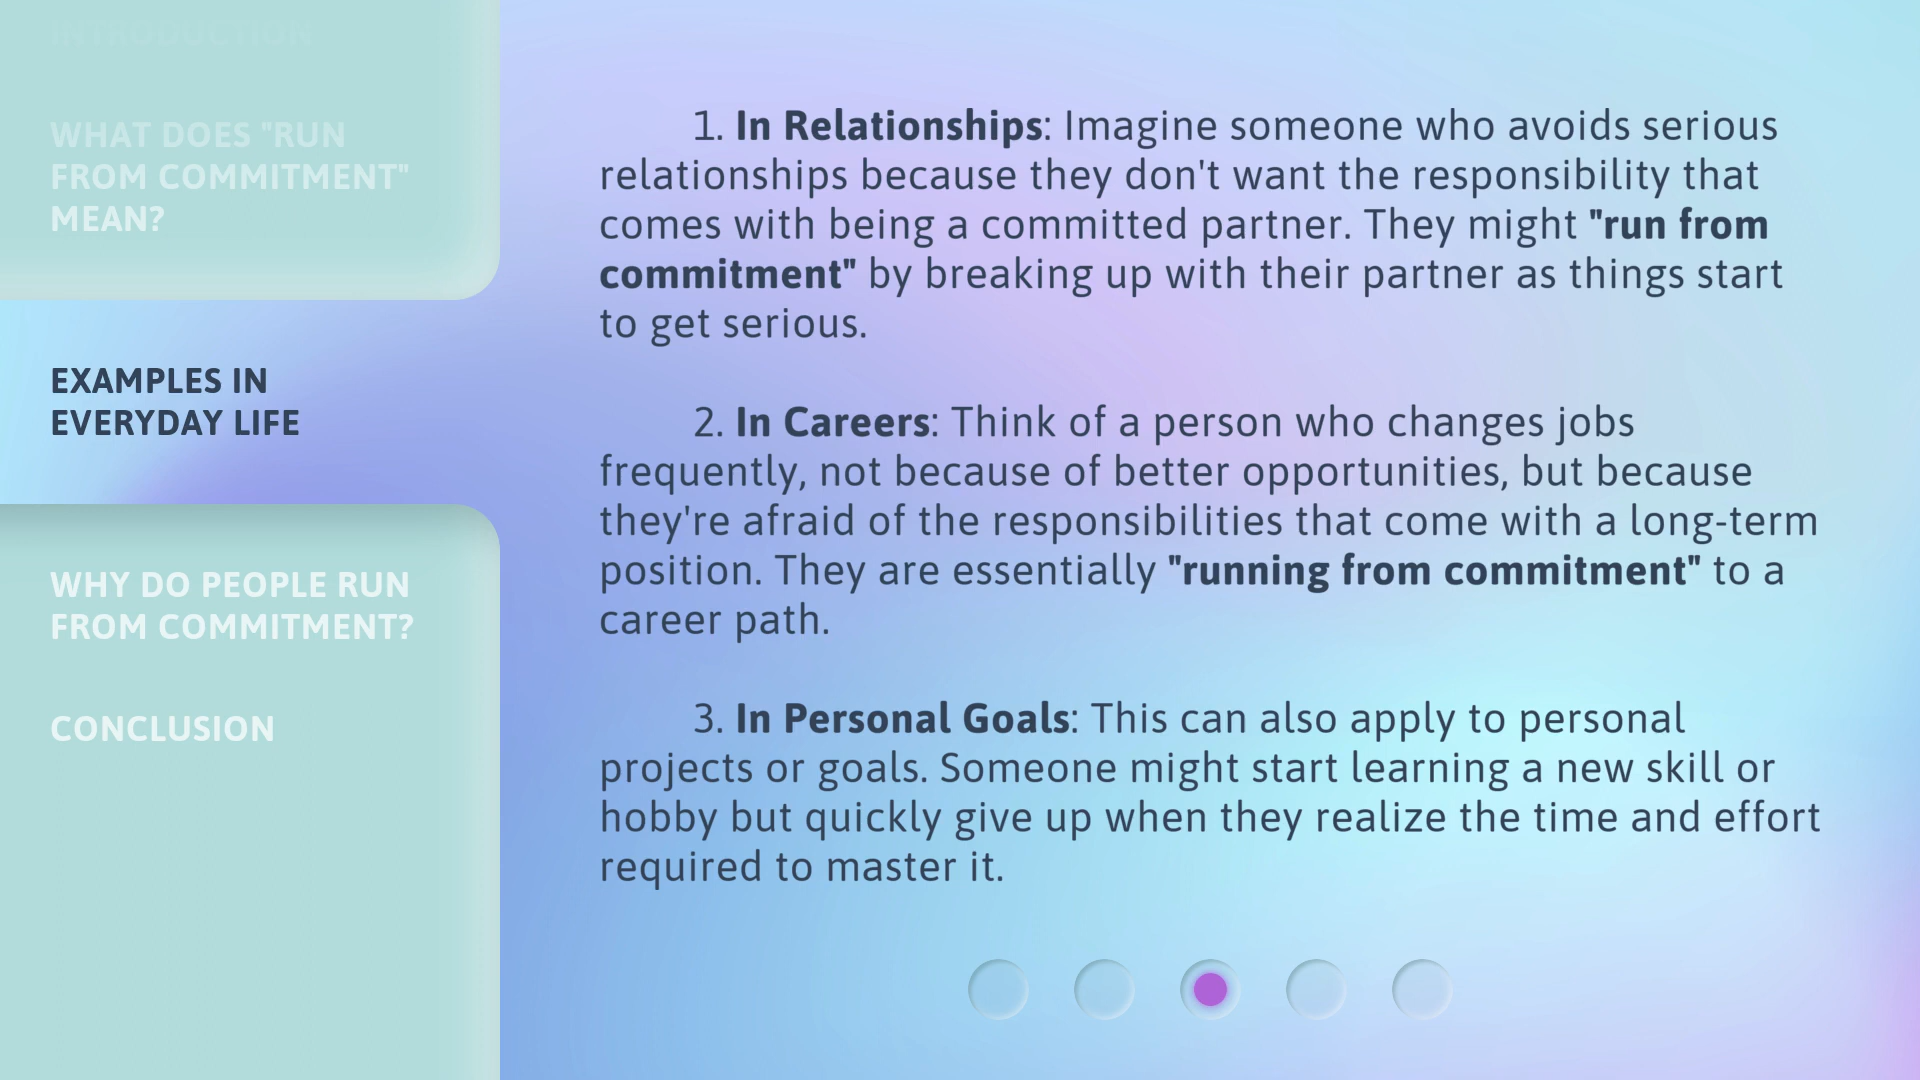 INTRODUCTION
WHAT DOES "RUN
FROM COMMITMENT"
MEAN?
EXAMPLES IN
EVERYDAY LIFE
WHY DO PEOPLE RUN
FROM COMMITMENT?
CONCLUSION
1. In Relationships: Imagine someone who avoids serious
relationships because they don't want the responsibility that
comes with being a committed partner. They might "run from
commitment" by breaking up with their partner as things start
to get serious.
2. In Careers: Think of a person who changes jobs
frequently, not because of better opportunities, but because
they're afraid of the responsibilities that come with a long-term
position. They are essentially "running from commitment" to a
career path.
3. In Personal Goals: This can also apply to personal
projects or goals. Someone might start learning a new skill or
hobby but quickly give up when they realize the time and effort
required to master it.